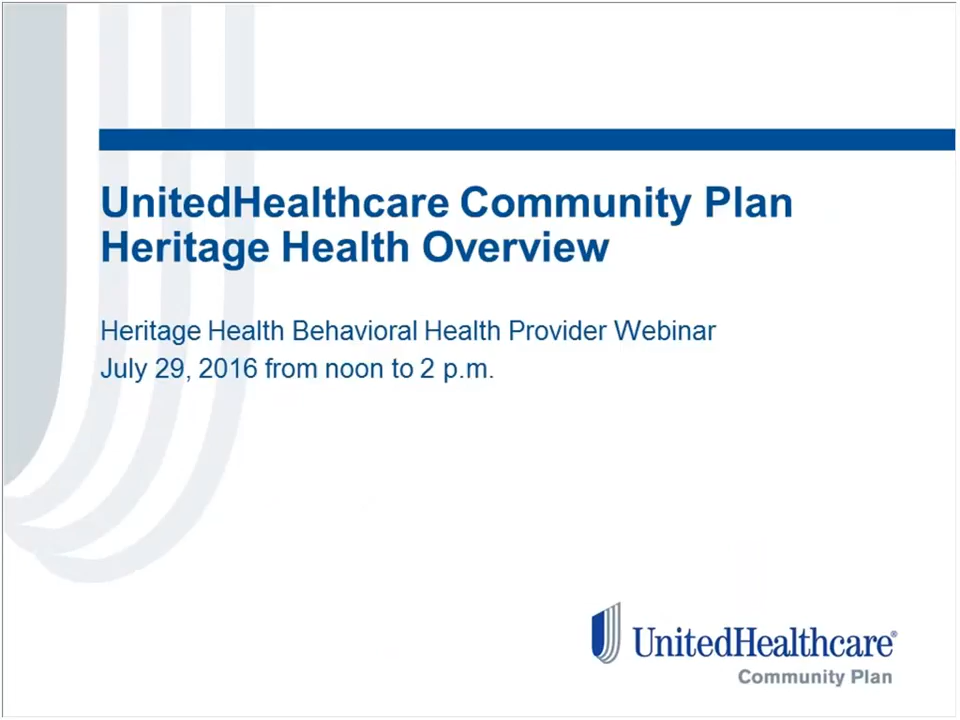 UnitedHealthcare Community Plan
Heritage Health Overview
Heritage Health Behavioral Health Provider Webinar
July 29, 2016 from noon to 2 p.m.
UnitedHealthcare®
Community Plan